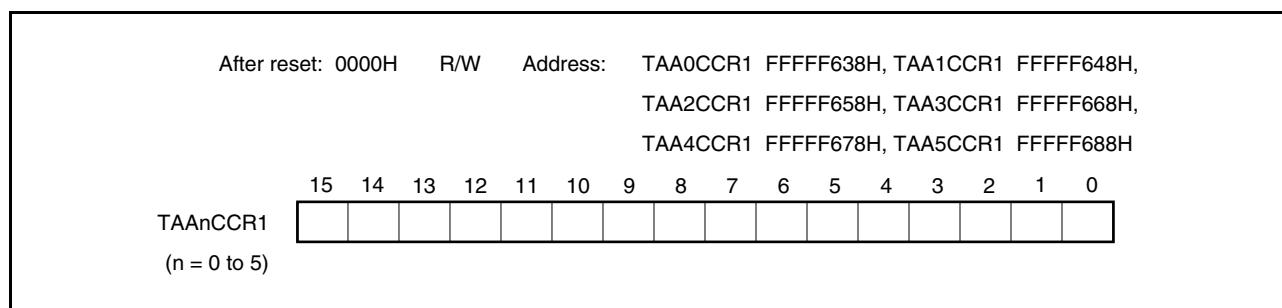 After reset: 0000H R/W Address: TAA0CCR1 FFFFF638H, TAA1CCR1 FFFFF648H,
TAA2CCR1 FFFFF658H, TAA3CCR1 FFFFF668H,
TAA4CCR1 FFFFF678H, TAA5CCR1 FFFFF688H
15 14 13 12 11 10 9 8 7 6 5 4 3 2 1 0
TAAnCCR1
(n = 0 to 5)